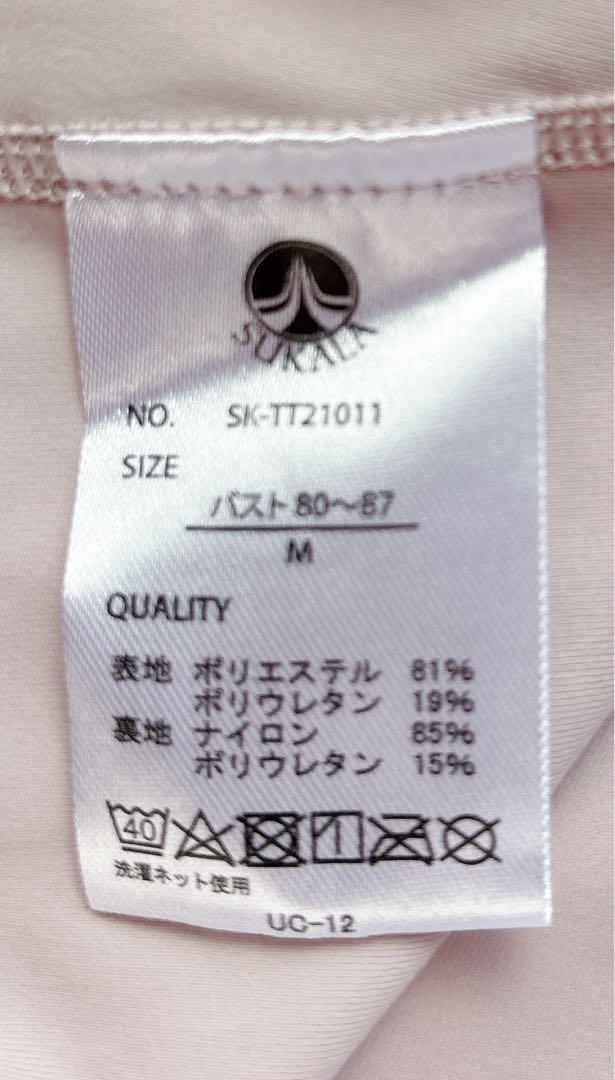 SUKALA
NO. SK-TT21011
SIZE
バスト 80～87
M
QUALITY
表地 ポリエステル 81%
ポリウレタン 19%
裏地 ナイロン 85%
ポリウレタン 15%
40
洗濯ネット使用
UC-12